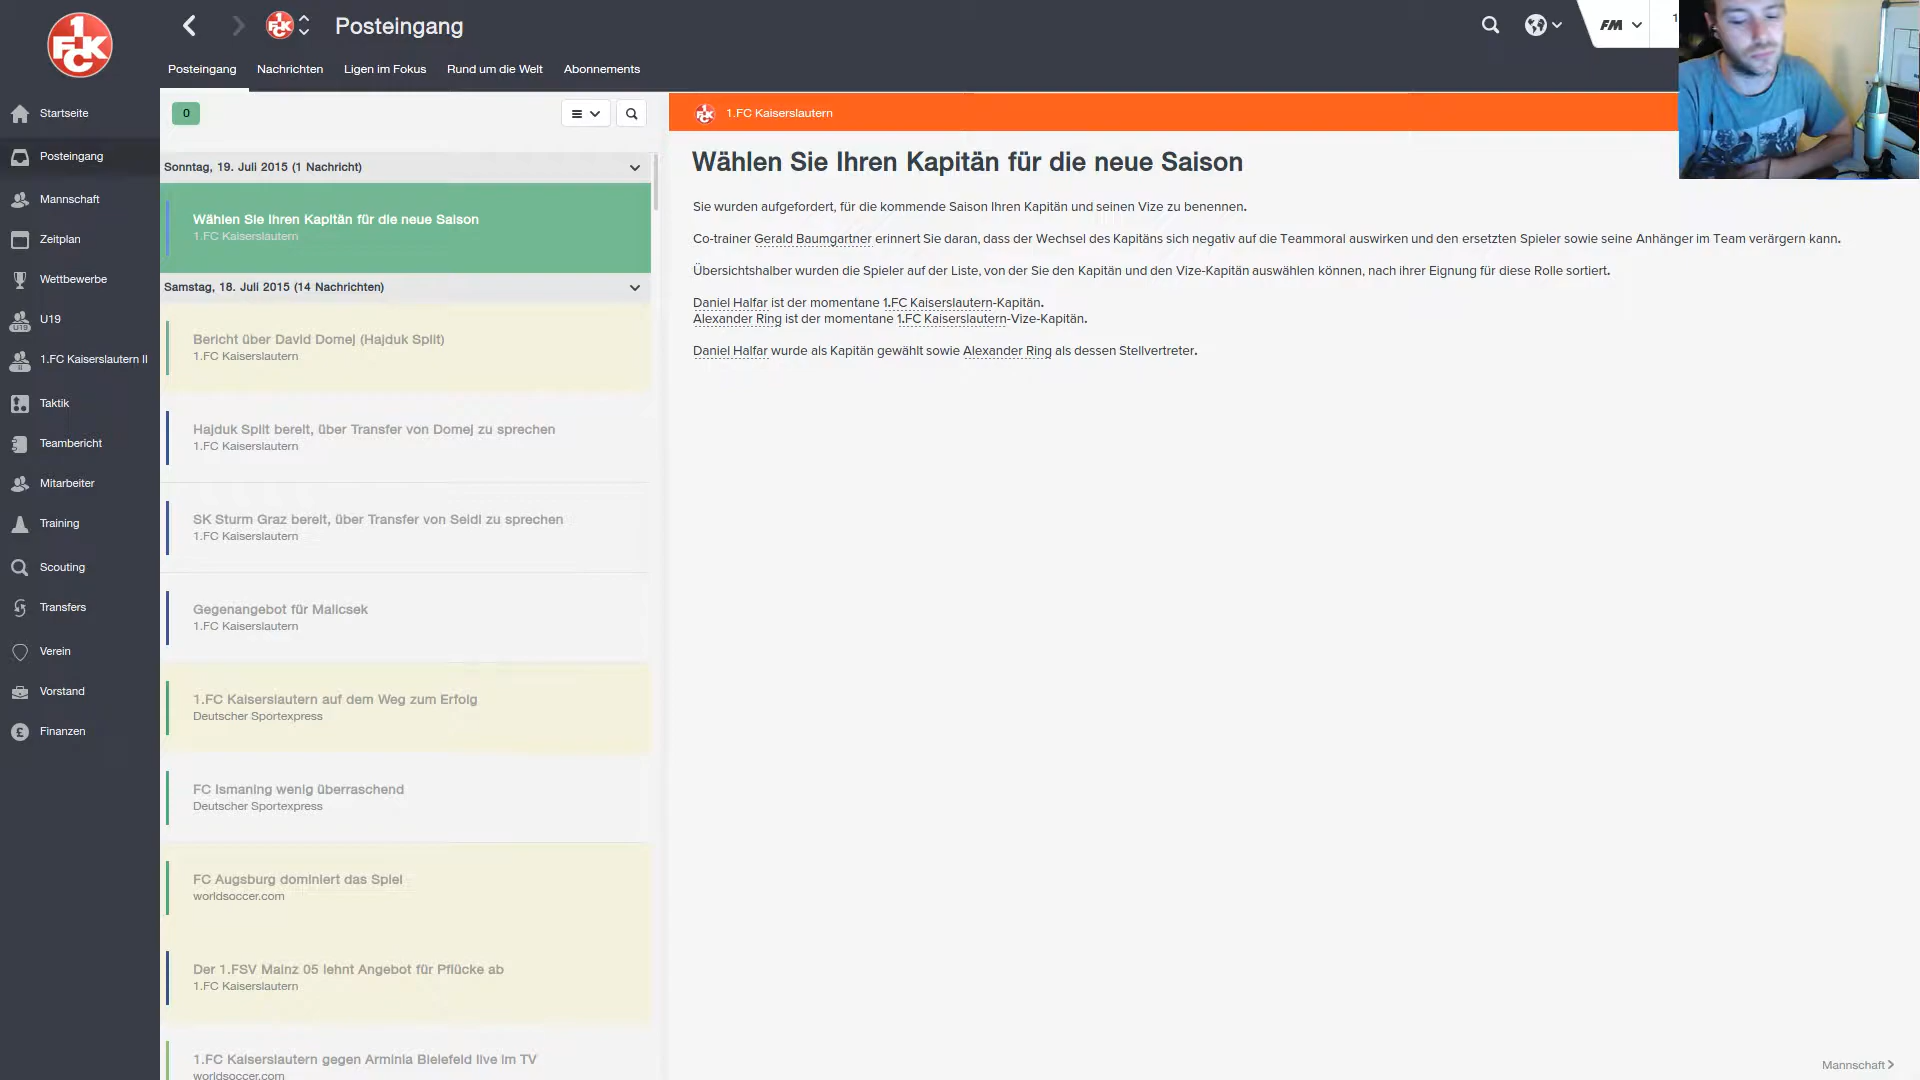 Posteingang
FM
1
Posteingang
Nachrichten
Ligen im Fokus
Rund um die Welt
Abonnements
Startseite
Posteingang
Mannschaft
Zeitplan
Wettbewerbe
U19
1.FC Kaiserslautern II
Taktik
Teambericht
Mitarbeiter
Training
Scouting
Transfers
Verein
Vorstand
Finanzen
0
Sonntag, 19. Juli 2015 (1 Nachricht)
Wählen Sie Ihren Kapitän für die neue Saison
1.FC Kaiserslautern
Samstag, 18. Juli 2015 (14 Nachrichten)
Bericht über David Domej (Hajduk Split)
1.FC Kaiserslautern
Hajduk Split bereit, über Transfer von Domej zu sprechen
1.FC Kaiserslautern
SK Sturm Graz bereit, über Transfer von Seidl zu sprechen
1.FC Kaiserslautern
Gegenangebot für Malicsek
1.FC Kaiserslautern
1.FC Kaiserslautern auf dem Weg zum Erfolg
Deutscher Sportexpress
FC Ismaning wenig überraschend
Deutscher Sportexpress
FC Augsburg dominiert das Spiel
worldsoccer.com
Der 1.FSV Mainz 05 lehnt Angebot für Pflücke ab
1.FC Kaiserslautern
1.FC Kaiserslautern gegen Arminia Bielefeld live im TV
worldsoccer.com
1.FC Kaiserslautern
Wählen Sie Ihren Kapitän für die neue Saison
Sie wurden aufgefordert, für die kommende Saison Ihren Kapitän und seinen Vize zu benennen.
Co-trainer Gerald Baumgartner erinnert Sie daran, dass der Wechsel des Kapitäns sich negativ auf die Teammoral auswirken und den ersetzten Spieler sowie seine Anhänger im Team verärgern kann.
Übersichtshalber wurden die Spieler auf der Liste, von der Sie den Kapitän und den Vize-Kapitän auswählen können, nach ihrer Eignung für diese Rolle sortiert.
Daniel Halfar ist der momentane 1.FC Kaiserslautern-Kapitän.
Alexander Ring ist der momentane 1.FC Kaiserslautern-Vize-Kapitän.
Daniel Halfar wurde als Kapitän gewählt sowie Alexander Ring als dessen Stellvertreter.
Mannschaft